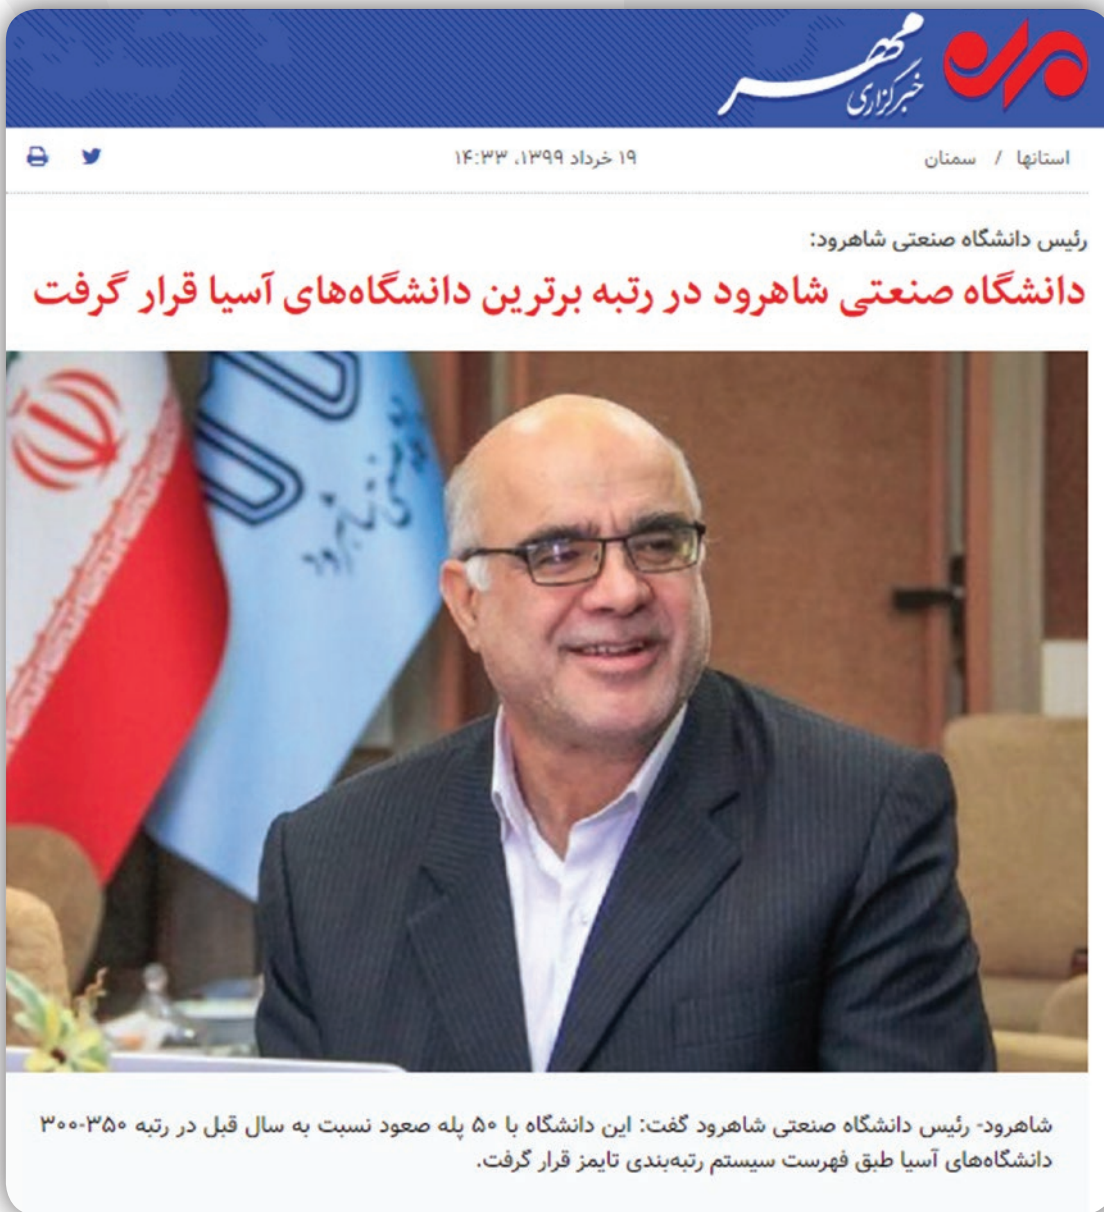 مهر
خبرگزاری
استانها / سمنان
۱۹ خرداد ۱۳۹۹، ۱۴:۳۳
رئیس دانشگاه صنعتی شاهرود:
دانشگاه صنعتی شاهرود در رتبه برترین دانشگاه‌های آسیا قرار گرفت
صنعتی شاهرود
شاهرود- رئیس دانشگاه صنعتی شاهرود گفت: این دانشگاه با ۵۰ پله صعود نسبت به سال قبل در رتبه ۳۵۰-۳۰۰
دانشگاه‌های آسیا طبق فهرست سیستم رتبه‌بندی تایمز قرار گرفت.